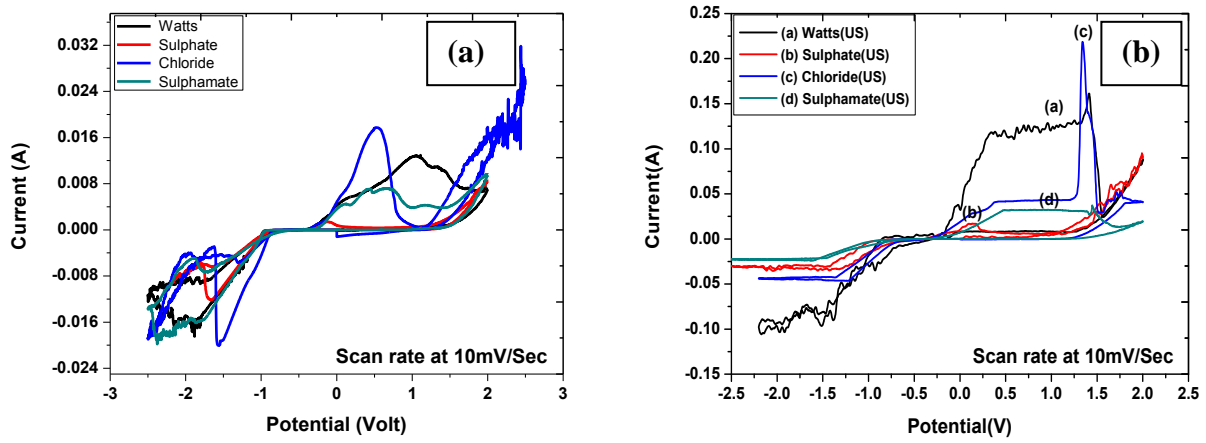 Watts
Sulphate
Chloride
Sulphamate
(a)
0.032
0.024
0.016
0.008
0.000
-0.008
-0.016
-0.024
Current (A)
-3 -2 -1 0 1 2 3
Scan rate at 10mV/Sec
Potential (Volt)
(a) Watts(US)
(b) Sulphate(US)
(c) Chloride(US)
(d) Sulphamate(US)
(b)
(c)
(a)
(b)
(d)
0.25
0.20
0.15
0.10
0.05
0.00
-0.05
-0.10
-0.15
Current(A)
-2.5 -2.0 -1.5 -1.0 -0.5 0.0 0.5 1.0 1.5 2.0 2.5
Scan rate at 10mV/Sec
Potential(V)